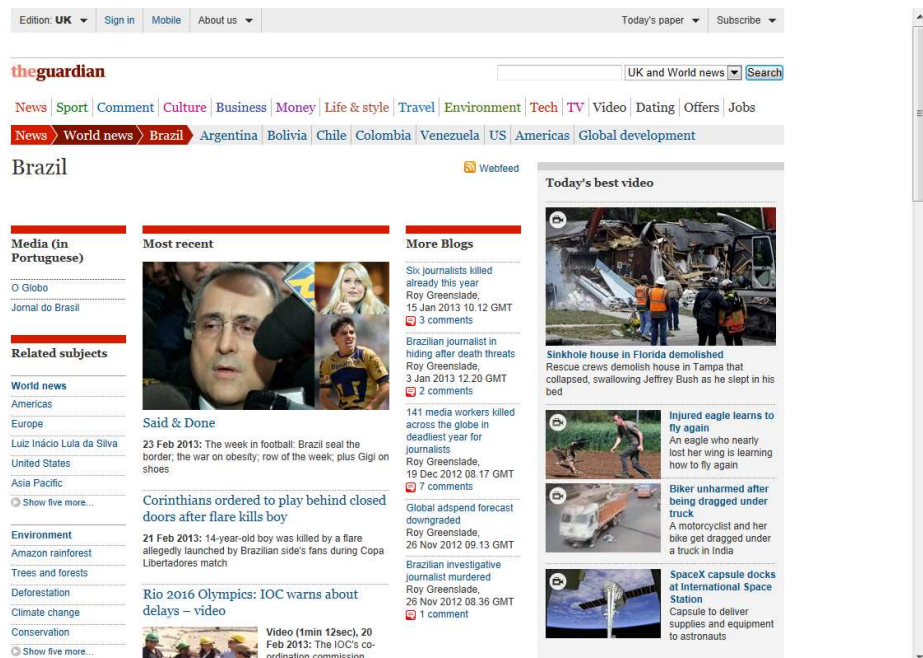 Edition: UK
Sign in
Mobile
About us
Today's paper
Subscribe
theguardian
UK and World news
Search
News Sport Comment Culture Business Money Life & style Travel Environment Tech TV Video Dating Offers Jobs
News World news Brazil Argentina Bolivia Chile Colombia Venezuela US Americas Global development
Brazil
Webfeed
Media (in
Portuguese)
O Globo
Jornal do Brasil
Related subjects
World news
Americas
Europe
Luiz Inácio Lula da Silva
United States
Asia Pacific
Show five more...
Environment
Amazon rainforest
Trees and forests
Deforestation
Climate change
Conservation
Show five more...
Most recent
Said & Done
23 Feb 2013: The week in football: Brazil seal the
border; the war on obesity; row of the week; plus Gigi on
shoes
Corinthians ordered to play behind closed
doors after flare kills boy
21 Feb 2013: 14-year-old boy was killed by a flare
allegedly launched by Brazilian side's fans during Copa
Libertadores match
Rio 2016 Olympics: IOC warns about
delays – video
Video (1min 12sec), 20
Feb 2013: The IOC's co-
ordination commission
More Blogs
Six journalists killed
already this year
Roy Greenslade,
15 Jan 2013 10.12 GMT
3 comments
Brazilian journalist in
hiding after death threats
Roy Greenslade,
3 Jan 2013 12.20 GMT
2 comments
141 media workers killed
across the globe in
deadliest year for
journalists
Roy Greenslade,
19 Dec 2012 08.17 GMT
7 comments
Global adspend forecast
downgraded
Roy Greenslade,
26 Nov 2012 09.13 GMT
Brazilian investigative
journalist murdered
Roy Greenslade,
26 Nov 2012 08.36 GMT
1 comment
Today's best video
Sinkhole house in Florida demolished
Rescue crews demolish house in Tampa that
collapsed, swallowing Jeffrey Bush as he slept in his
bed
Injured eagle learns to
fly again
An eagle who nearly
lost her wing is learning
how to fly again
Biker unharmed after
being dragged under
truck
A motorcyclist and her
bike get dragged under
a truck in India
SpaceX capsule docks
at International Space
Station
Capsule to deliver
supplies and equipment
to astronauts